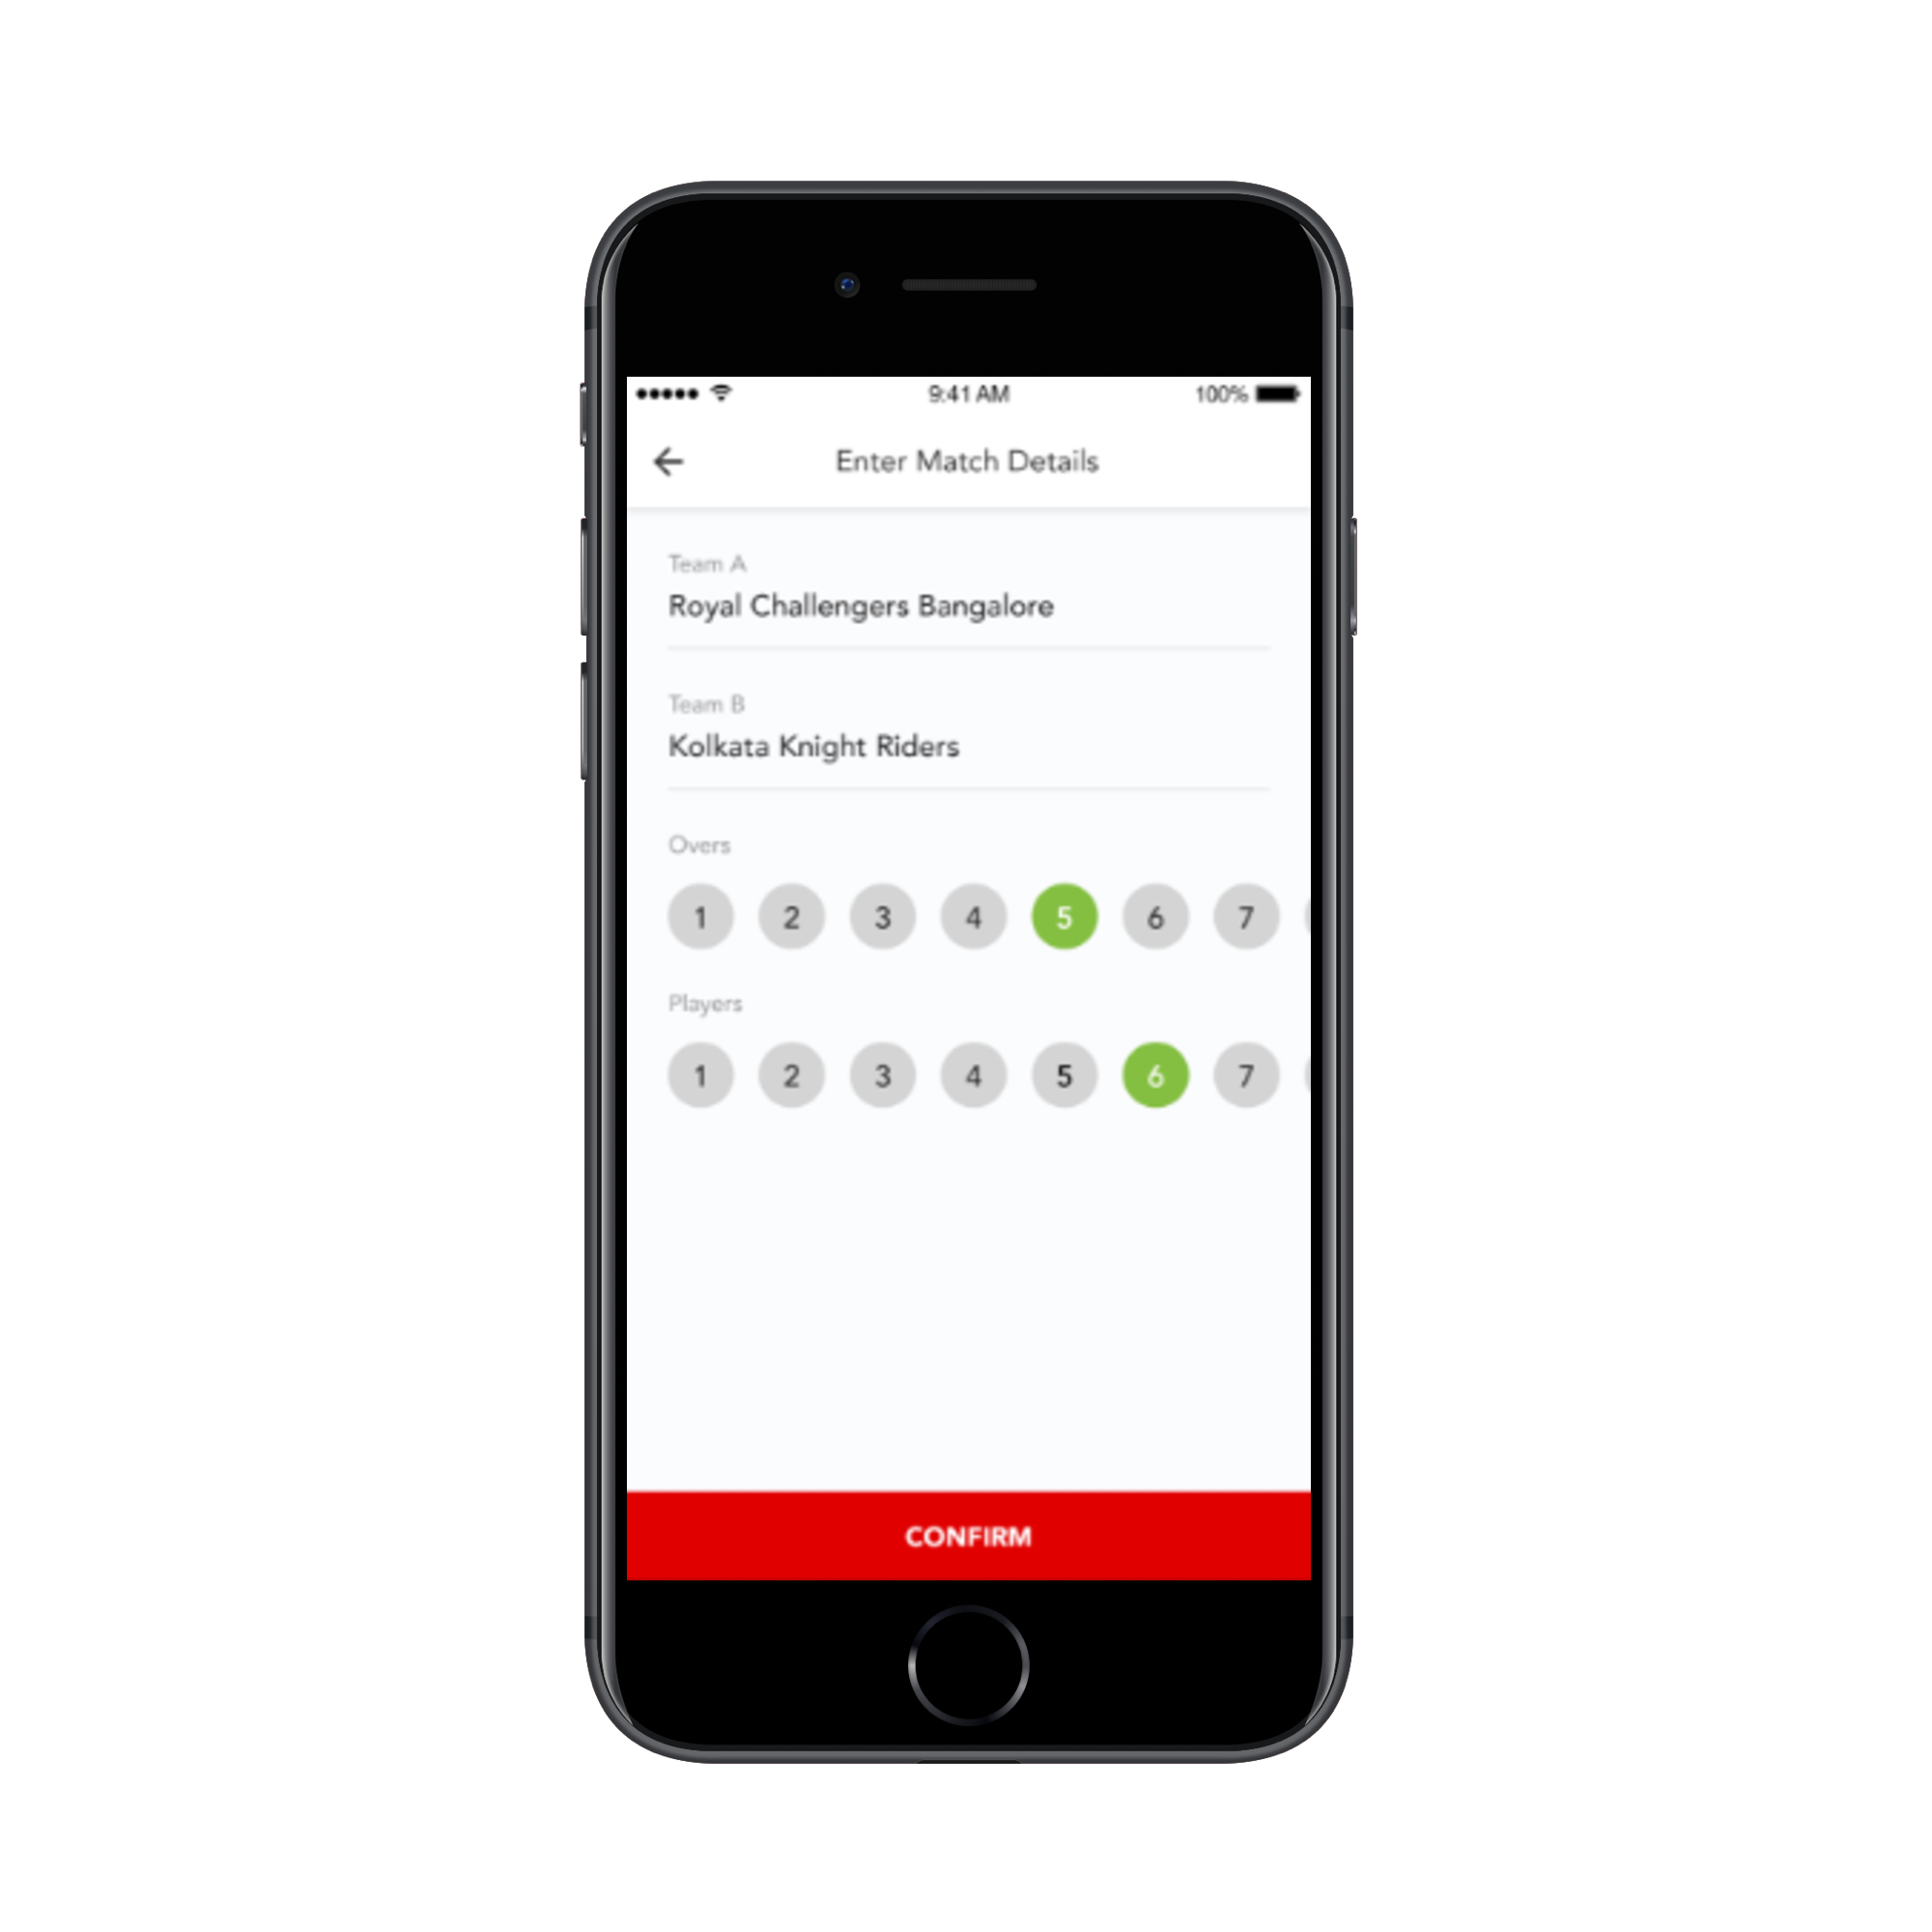 9:41 AM 100%
Enter Match Details
Team A
Royal Challengers Bangalore
Team B
Kolkata Knight Riders
Overs
1 2 3 4 5 6 7
Players
1 2 3 4 5 6 7
CONFIRM